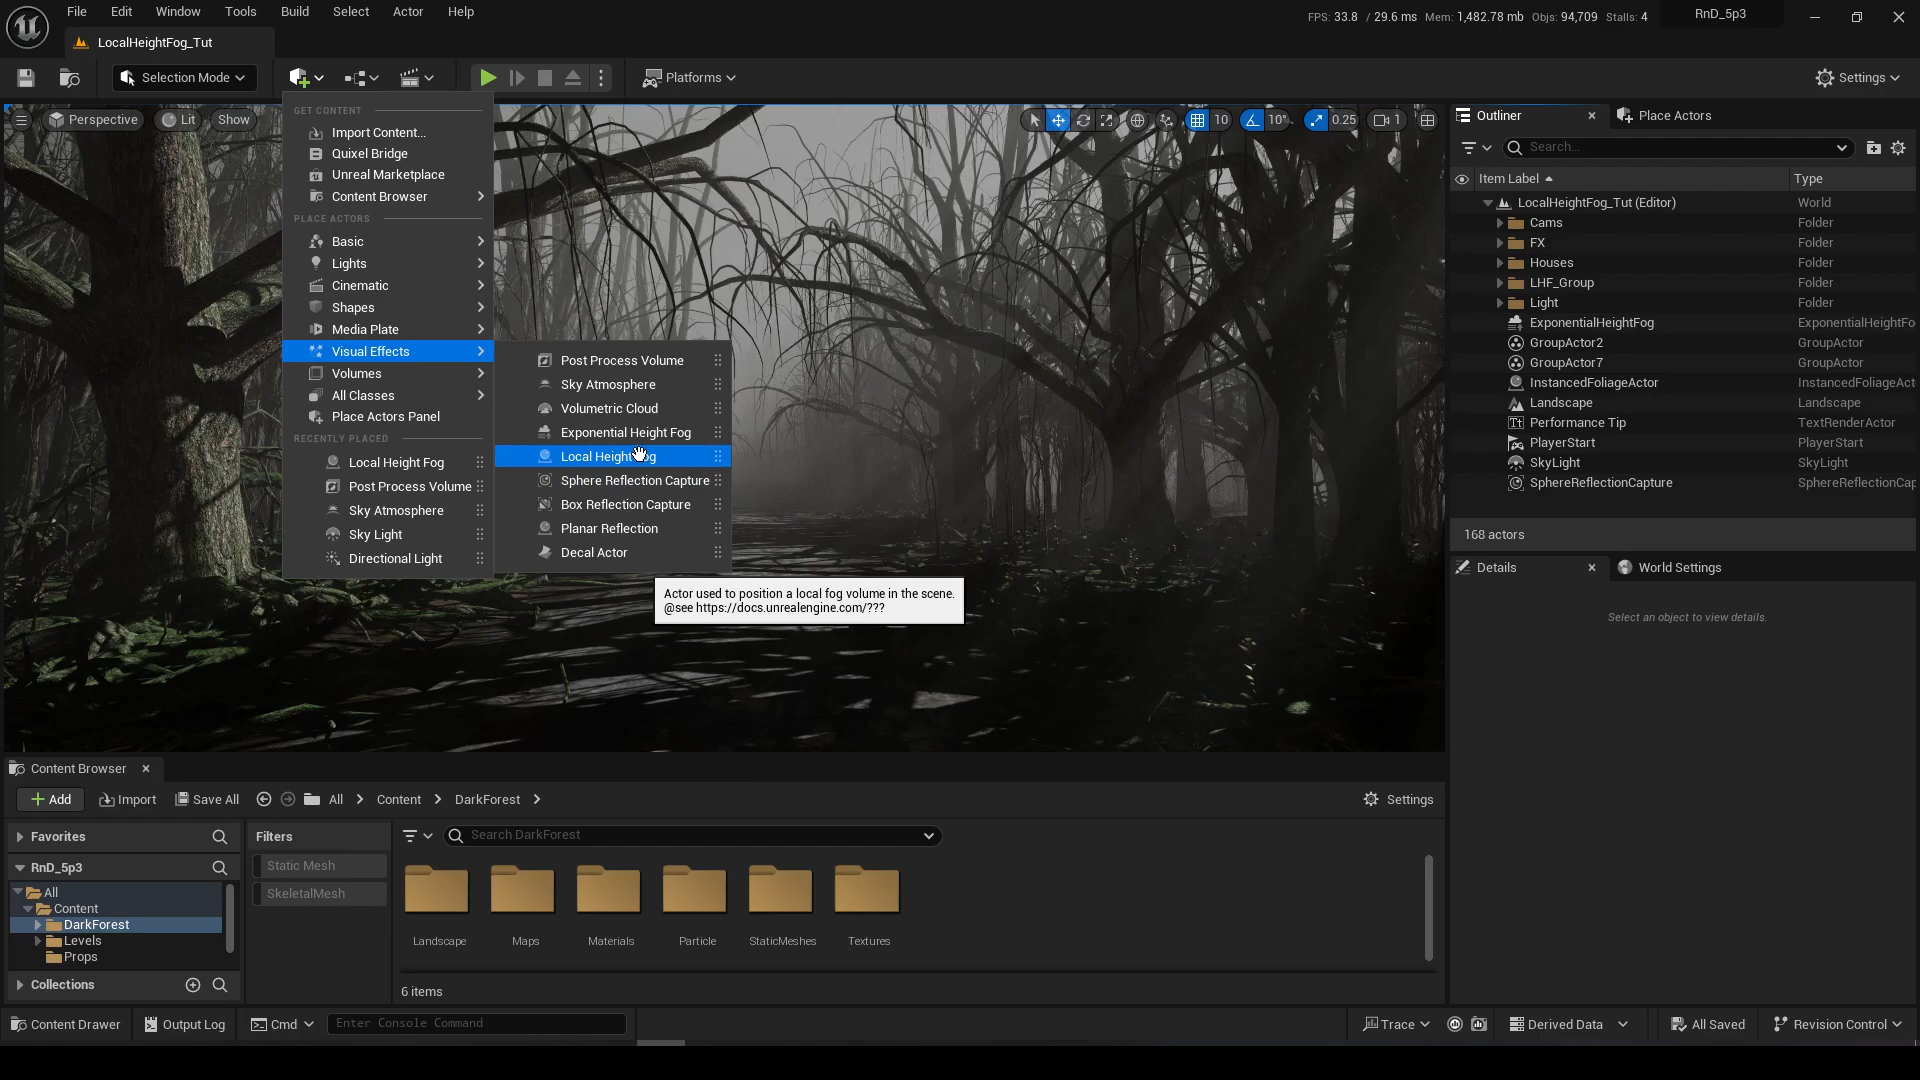 File Edit Window Tools Build Select Actor Help
FPS: 33.8 / 29.6 ms Mem: 1,482.78 mb Objs: 94,709 Stalls: 4
RnD_5p3
LocalHeightFog_Tut
Selection Mode
Platforms
Settings
Perspective
Lit
Show
10
10°
0.25
1
GET CONTENT
Import Content...
Quixel Bridge
Unreal Marketplace
Content Browser
PLACE ACTORS
Basic
Lights
Cinematic
Shapes
Media Plate
Visual Effects
Volumes
All Classes
Place Actors Panel
RECENTLY PLACED
Local Height Fog
Post Process Volume
Sky Atmosphere
Sky Light
Directional Light
Post Process Volume
Sky Atmosphere
Volumetric Cloud
Exponential Height Fog
Local Height Fog
Sphere Reflection Capture
Box Reflection Capture
Planar Reflection
Decal Actor
Actor used to position a local fog volume in the scene.
@see https://docs.unrealengine.com/???
Outliner
Place Actors
Search...
Item Label Type
LocalHeightFog_Tut (Editor) World
Cams Folder
FX Folder
Houses Folder
LHF_Group Folder
Light Folder
ExponentialHeightFog ExponentialHeightFo
GroupActor2 GroupActor
GroupActor7 GroupActor
InstancedFoliageActor InstancedFoliageAct
Landscape Landscape
Performance Tip TextRenderActor
PlayerStart PlayerStart
SkyLight SkyLight
SphereReflectionCapture SphereReflectionCap
168 actors
Details
World Settings
Select an object to view details.
Content Browser
Add Import Save All All Content DarkForest
Settings
Favorites
RnD_5p3
All
Content
DarkForest
Levels
Props
Collections
Filters
Static Mesh
SkeletalMesh
Search DarkForest
Landscape Maps Materials Particle StaticMeshes Textures
6 items
Content Drawer Output Log Cmd Enter Console Command
Trace Derived Data All Saved Revision Control